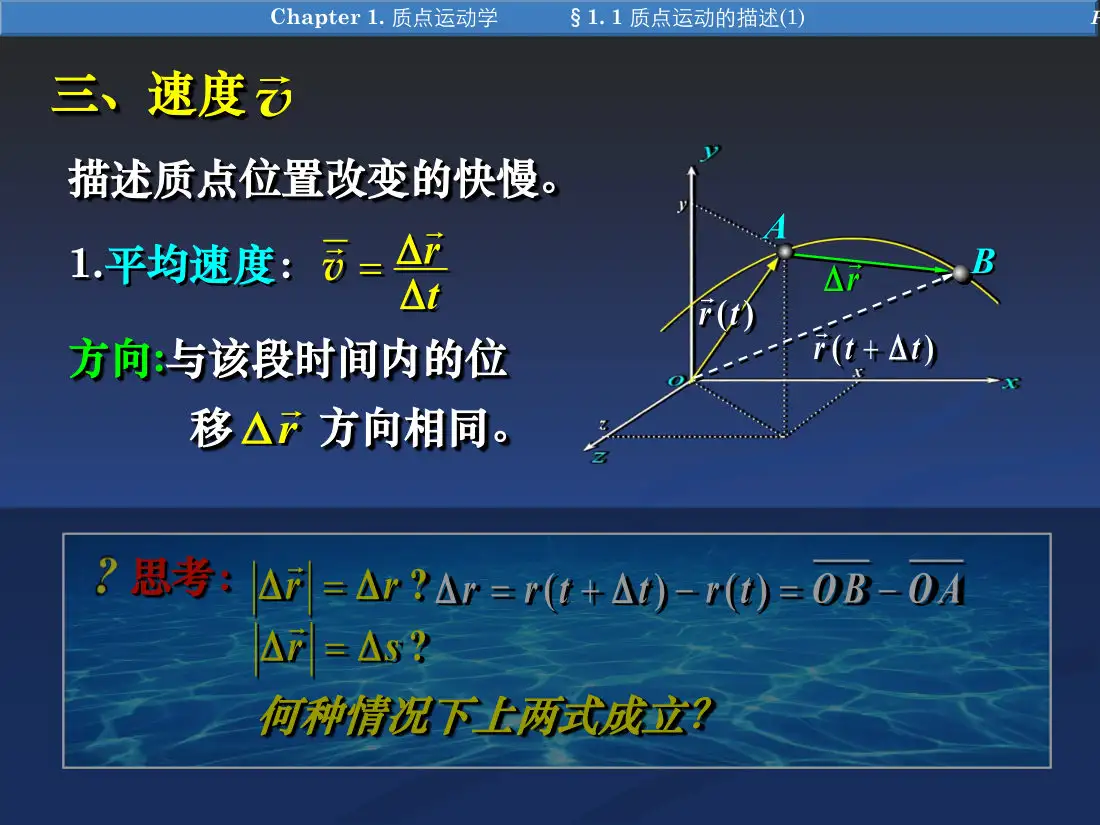 Chapter 1. 质点运动学 §1. 1 质点运动的描述(1) P
三、速度 v⃗
描述质点位置改变的快慢。
1.平均速度： v⃗̅ = Δr⃗ / Δt
方向:与该段时间内的位
移 Δr⃗ 方向相同。
y
y
A
B
Δr⃗
r⃗(t)
r⃗(t + Δt)
x
o
x
z
z
? 思考： |Δr⃗| = Δr ? Δr = r(t + Δt) − r(t) = O̅B̅ − O̅A̅
|Δr⃗| = Δs ?
何种情况下上两式成立?